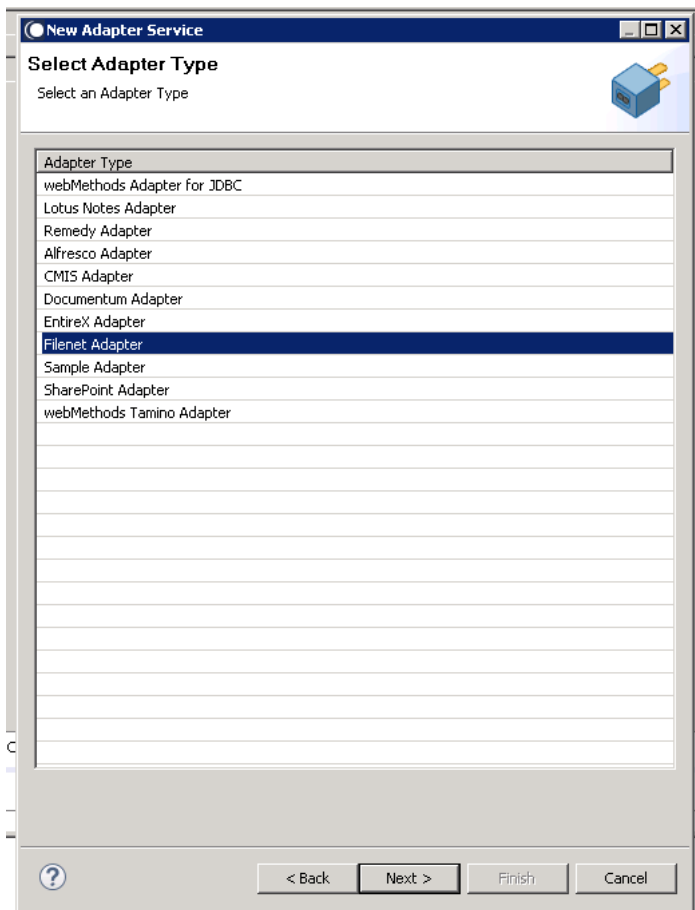 New Adapter Service
Select Adapter Type
Select an Adapter Type
Adapter Type
webMethods Adapter for JDBC
Lotus Notes Adapter
Remedy Adapter
Alfresco Adapter
CMIS Adapter
Documentum Adapter
EntireX Adapter
Filenet Adapter
Sample Adapter
SharePoint Adapter
webMethods Tamino Adapter
? < Back Next > Finish Cancel